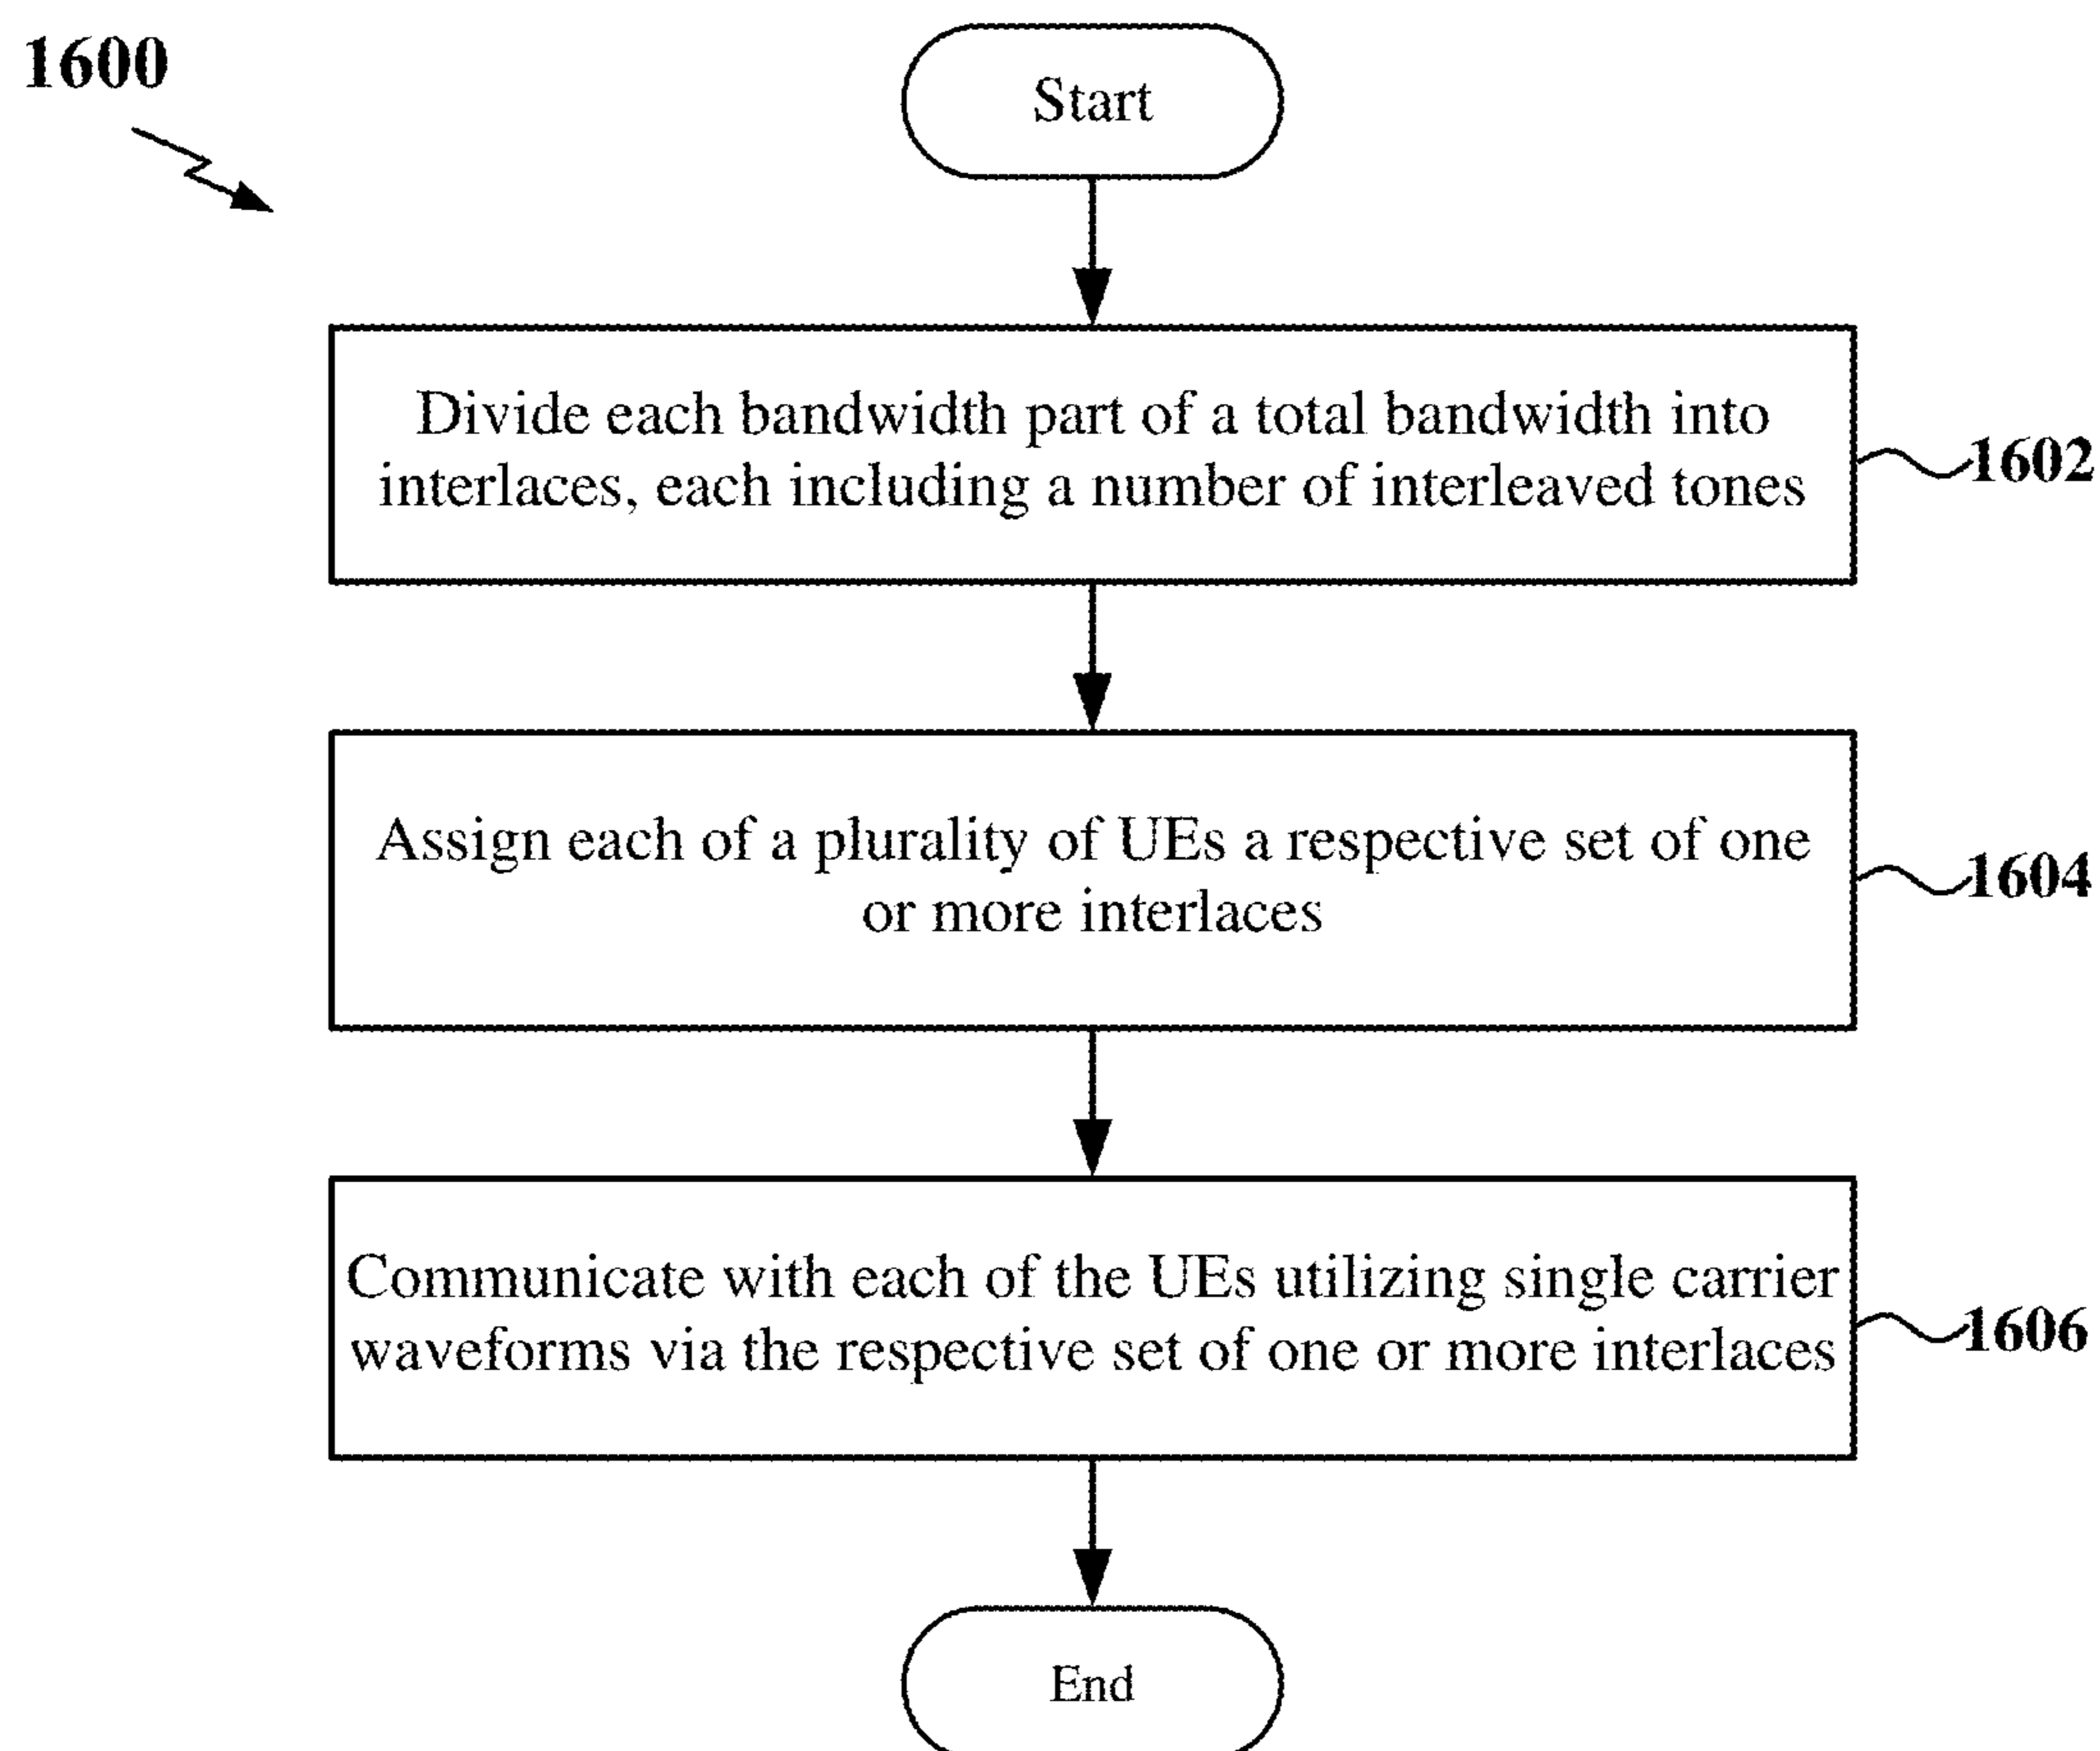 1600
Start
Divide each bandwidth part of a total bandwidth into
interlaces, each including a number of interleaved tones
1602
Assign each of a plurality of UEs a respective set of one
or more interlaces
1604
Communicate with each of the UEs utilizing single carrier
waveforms via the respective set of one or more interlaces
1606
End